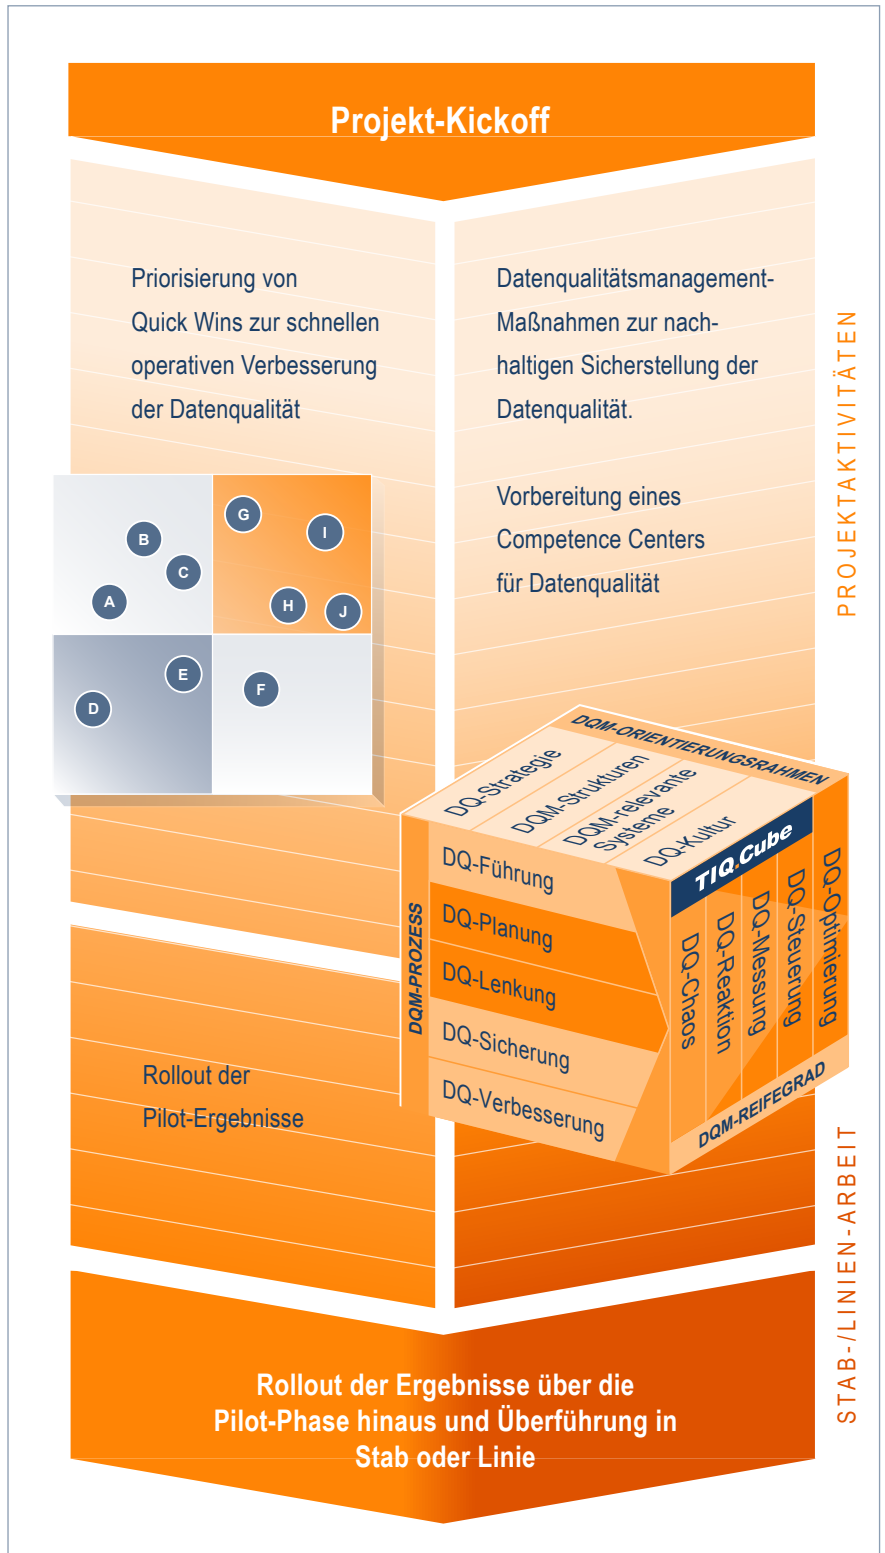 Projekt-Kickoff
Priorisierung von
Quick Wins zur schnellen
operativen Verbesserung
der Datenqualität
Datenqualitätsmanagement-
Maßnahmen zur nach-
haltigen Sicherstellung der
Datenqualität.
Vorbereitung eines
Competence Centers
für Datenqualität
PROJEKTAKTIVITÄTEN
G
I
B
C
A
H
J
E
D
F
DQM-ORIENTIERUNGSRAHMEN
DQ-Strategie
DQM-Strukturen
DQM-relevante
Systeme
DQ-Kultur
TIQ.Cube
DQM-PROZESS
DQ-Führung
DQ-Planung
DQ-Lenkung
DQ-Sicherung
DQ-Verbesserung
DQ-Chaos
DQ-Reaktion
DQ-Messung
DQ-Steuerung
DQ-Optimierung
DQM-REIFEGRAD
Rollout der
Pilot-Ergebnisse
STAB-/LINIEN-ARBEIT
Rollout der Ergebnisse über die
Pilot-Phase hinaus und Überführung in
Stab oder Linie